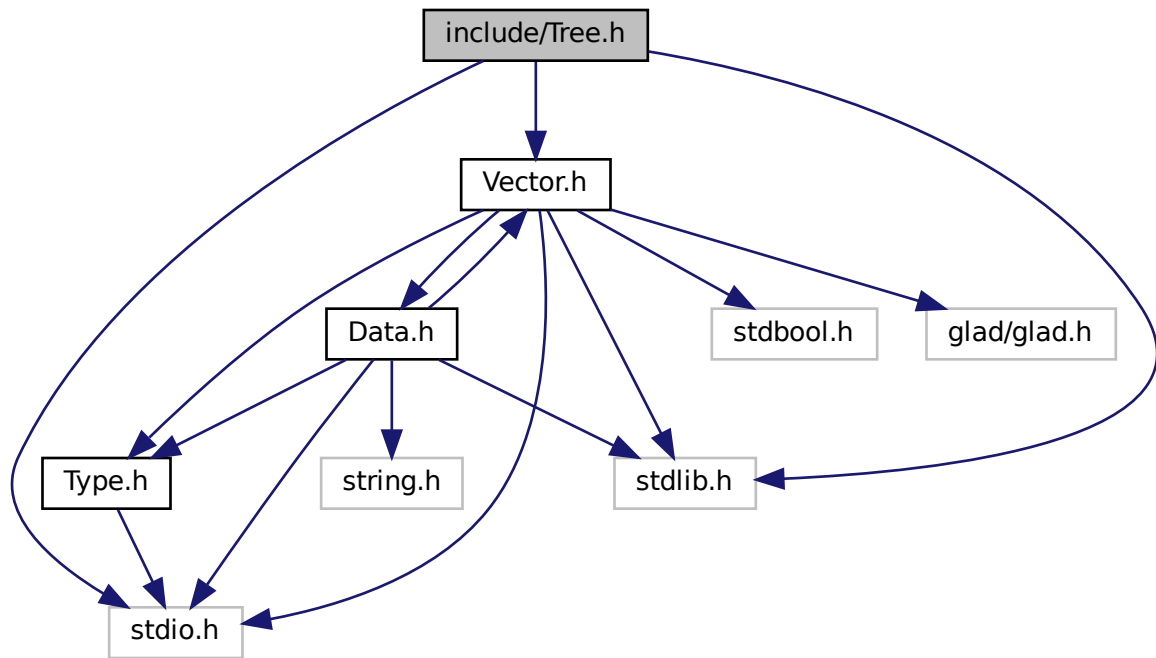 include/Tree.h
Vector.h
Data.h
stdbool.h
glad/glad.h
Type.h
string.h
stdlib.h
stdio.h